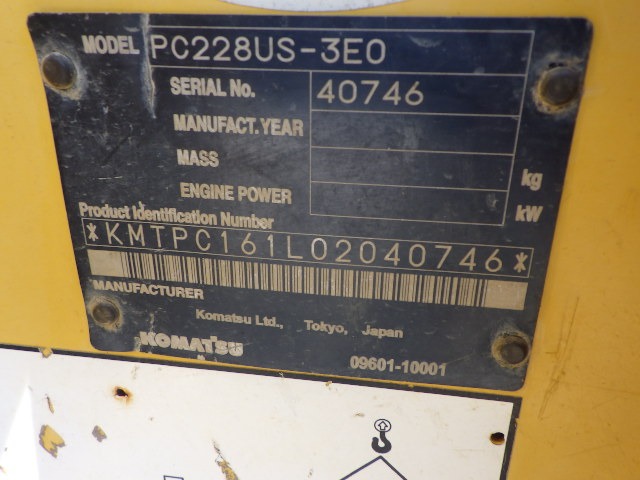 MODEL PC228US-3E0
SERIAL No. 40746
MANUFACT.YEAR
MASS kg
ENGINE POWER kW
Product Identification Number
*KMTPC161L02040746*
MANUFACTURER
Komatsu Ltd., Tokyo, Japan
KOMATSU
09601-10001